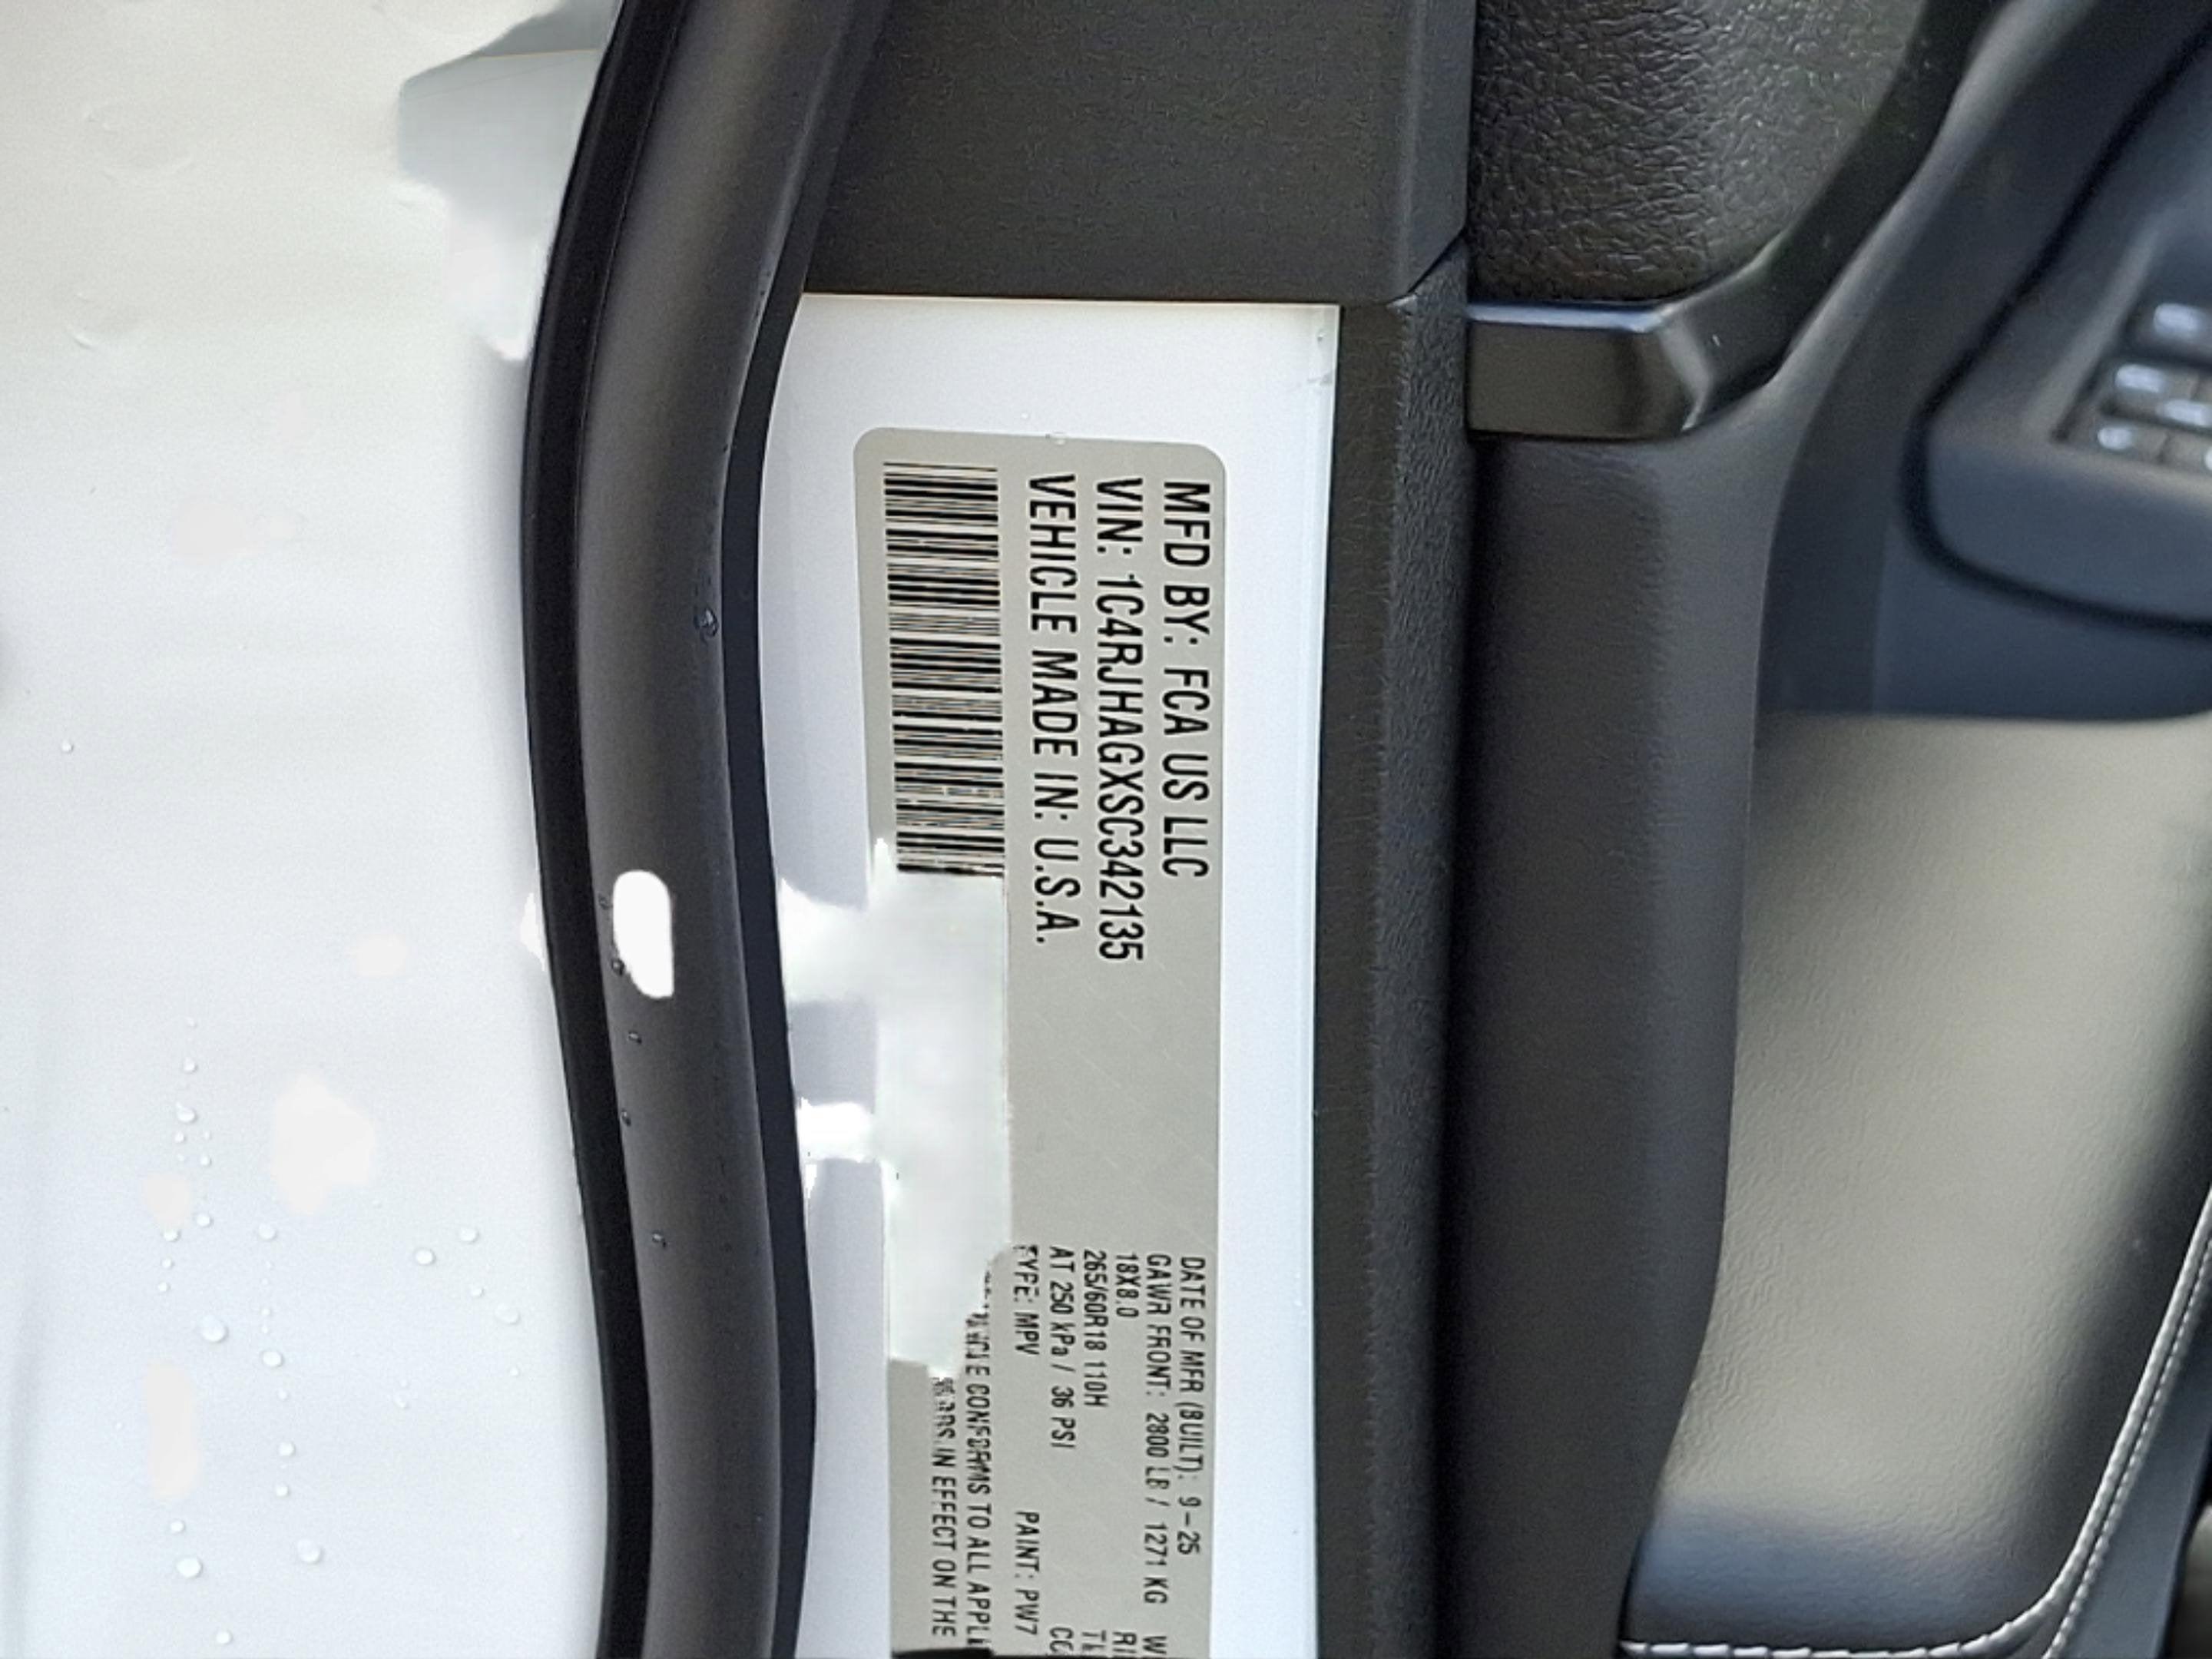 MFD BY: FCA US LLC
VIN: 1C4RJHAGXSC342135
VEHICLE MADE IN: U.S.A.
DATE OF MFR (BUILT): 9-25
GAWR FRONT: 2800 LB / 1271 KG
18X8.0
265/60R18 110H
AT 250 kPa / 36 PSI
TYPE: MPV PAINT: PW7
CONFORMS TO ALL
IN EFFECT ON THE